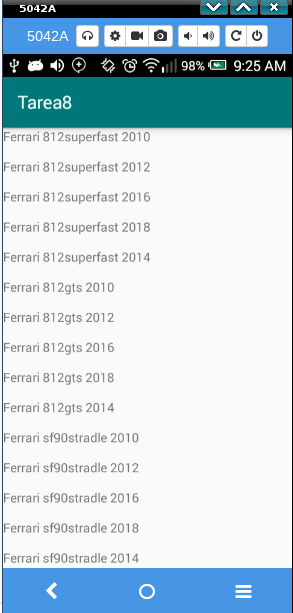 5042A
5042A
98% 9:25 AM
Tarea8
Ferrari 812superfast 2010
Ferrari 812superfast 2012
Ferrari 812superfast 2016
Ferrari 812superfast 2018
Ferrari 812superfast 2014
Ferrari 812gts 2010
Ferrari 812gts 2012
Ferrari 812gts 2016
Ferrari 812gts 2018
Ferrari 812gts 2014
Ferrari sf90stradle 2010
Ferrari sf90stradle 2012
Ferrari sf90stradle 2016
Ferrari sf90stradle 2018
Ferrari sf90stradle 2014